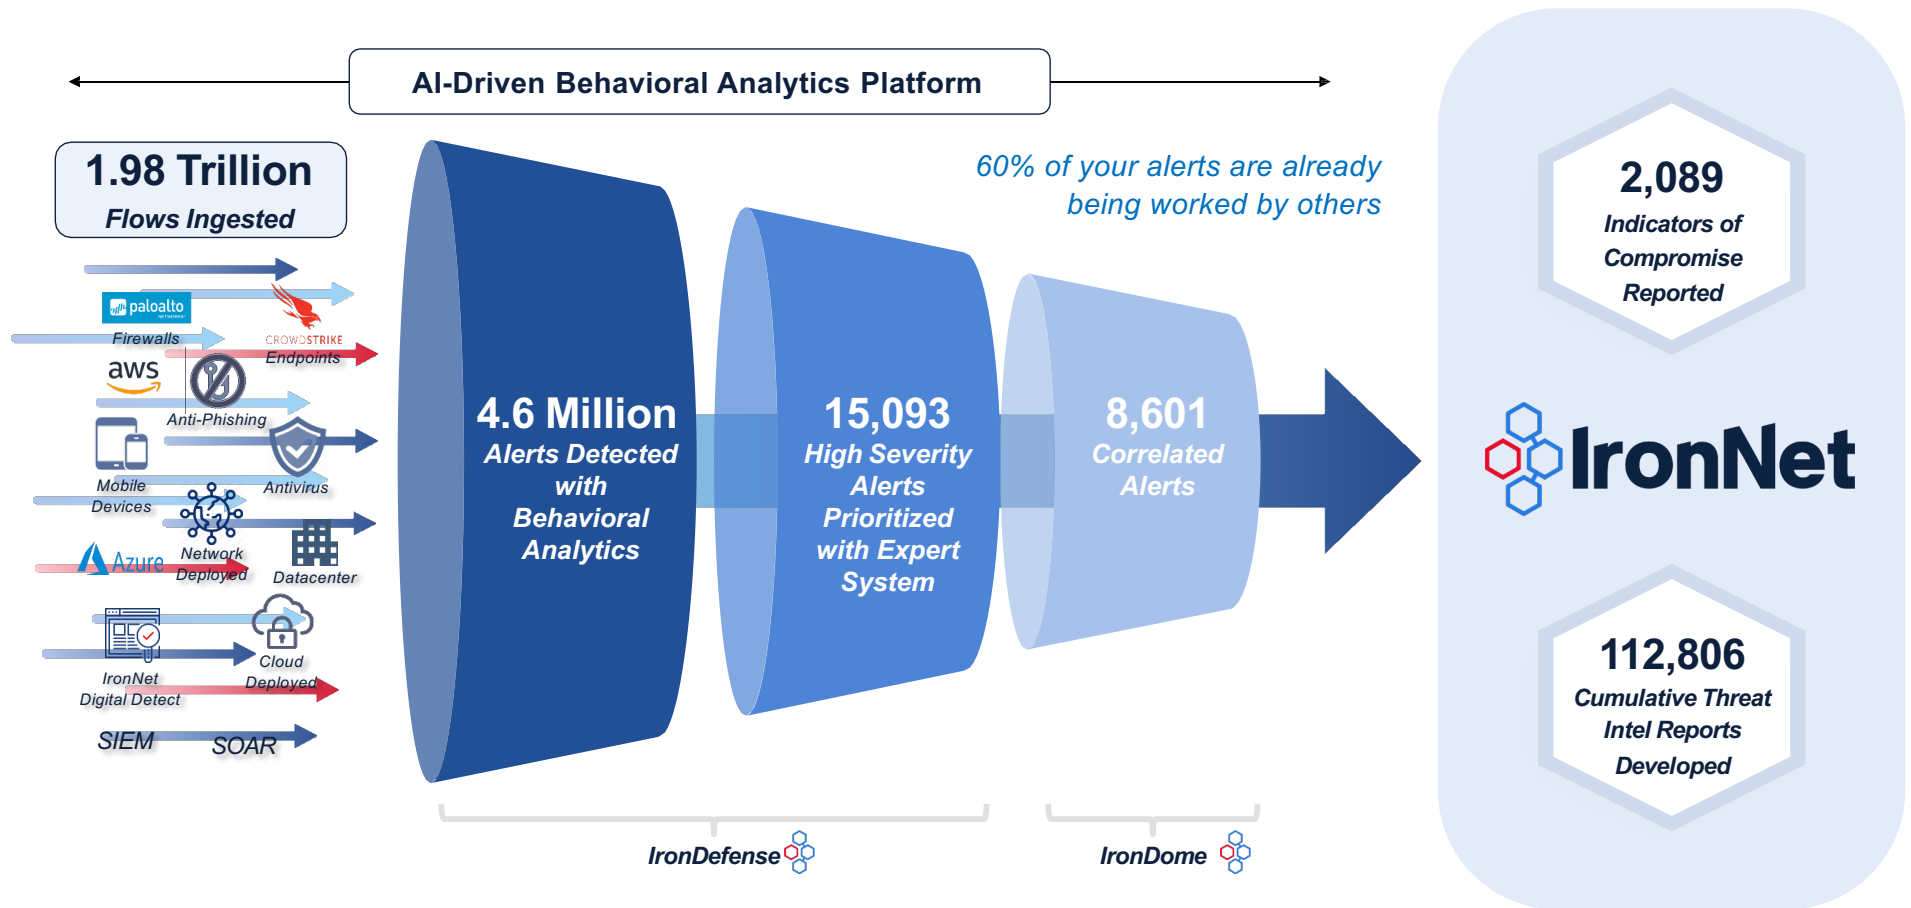 AI-Driven Behavioral Analytics Platform
1.98 Trillion
Flows Ingested
paloalto
NETWORKS
Firewalls
CROWDSTRIKE
Endpoints
aws
Anti-Phishing
Mobile
Devices
Antivirus
Network
Deployed
Azure
Datacenter
IronNet
Digital Detect
Cloud
Deployed
SIEM
SOAR
4.6 Million
Alerts Detected
with
Behavioral
Analytics
15,093
High Severity
Alerts
Prioritized
with Expert
System
60% of your alerts are already
being worked by others
8,601
Correlated
Alerts
IronDefense
IronDome
2,089
Indicators of
Compromise
Reported
IronNet
112,806
Cumulative Threat
Intel Reports
Developed